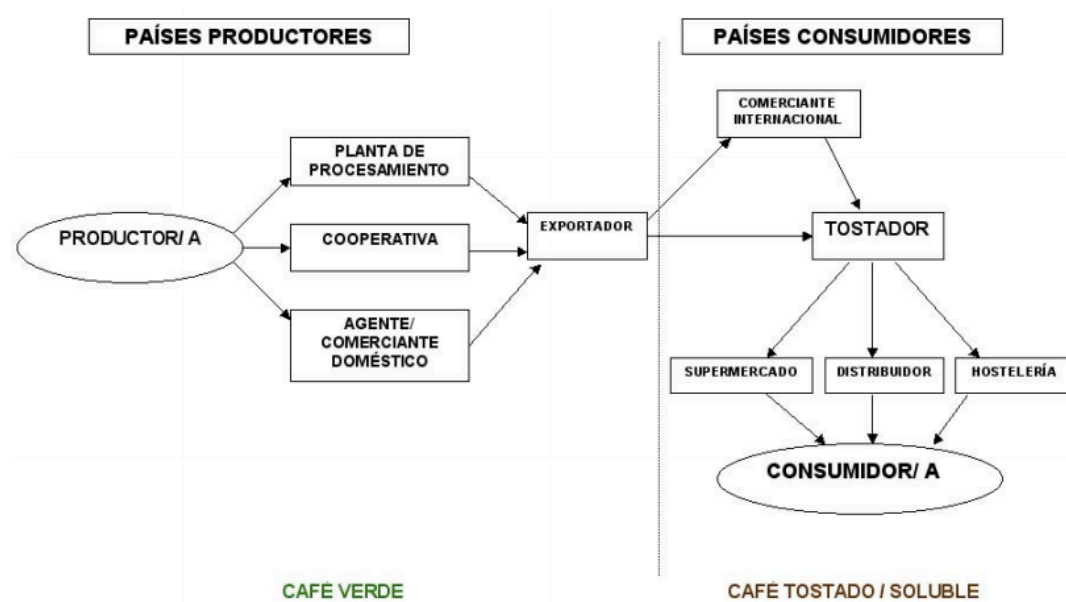 PAÍSES PRODUCTORES
PAÍSES CONSUMIDORES
COMERCIANTE
INTERNACIONAL
PLANTA DE
PROCESAMIENTO
PRODUCTOR/ A
COOPERATIVA
EXPORTADOR
TOSTADOR
AGENTE/
COMERCIANTE
DOMÉSTICO
SUPERMERCADO
DISTRIBUIDOR
HOSTELERÍA
CONSUMIDOR/ A
CAFÉ VERDE
CAFÉ TOSTADO / SOLUBLE